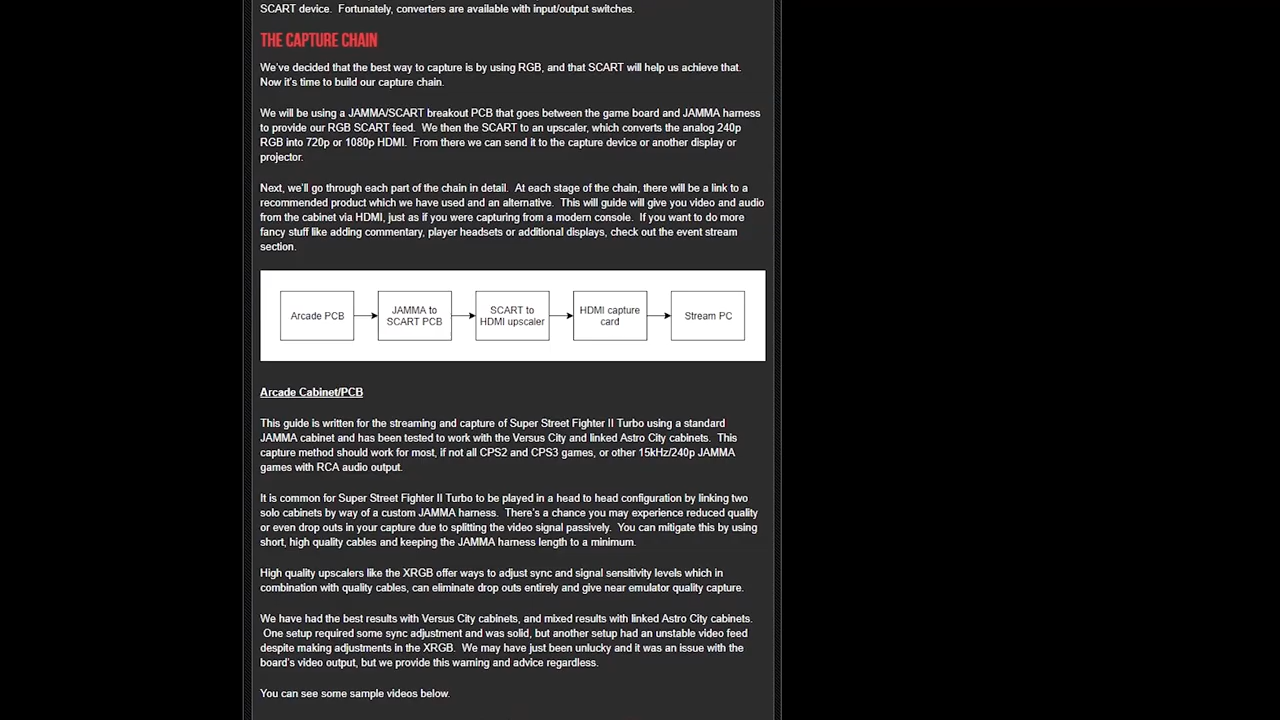 SCART device.  Fortunately, converters are available with input/output switches.
THE CAPTURE CHAIN
We've decided that the best way to capture is by using RGB, and that SCART will help us achieve that.
Now it's time to build our capture chain.
We will be using a JAMMA/SCART breakout PCB that goes between the game board and JAMMA harness
to provide our RGB SCART feed.  We then the SCART to an upscaler, which converts the analog 240p
RGB into 720p or 1080p HDMI.  From there we can send it to the capture device or another display or
projector.
Next, we'll go through each part of the chain in detail.  At each stage of the chain, there will be a link to a
recommended product which we have used and an alternative.  This will guide will give you video and audio
from the cabinet via HDMI, just as if you were capturing from a modern console.  If you want to do more
fancy stuff like adding commentary, player headsets or additional displays, check out the event stream
section.
Arcade PCB
JAMMA to
SCART PCB
SCART to
HDMI upscaler
HDMI capture
card
Stream PC
Arcade Cabinet/PCB
This guide is written for the streaming and capture of Super Street Fighter II Turbo using a standard
JAMMA cabinet and has been tested to work with the Versus City and linked Astro City cabinets.  This
capture method should work for most, if not all CPS2 and CPS3 games, or other 15kHz/240p JAMMA
games with RCA audio output.
It is common for Super Street Fighter II Turbo to be played in a head to head configuration by linking two
solo cabinets by way of a custom JAMMA harness.  There's a chance you may experience reduced quality
or even drop outs in your capture due to splitting the video signal passively.  You can mitigate this by using
short, high quality cables and keeping the JAMMA harness length to a minimum.
High quality upscalers like the XRGB offer ways to adjust sync and signal sensitivity levels which in
combination with quality cables, can eliminate drop outs entirely and give near emulator quality capture.
We have had the best results with Versus City cabinets, and mixed results with linked Astro City cabinets.
One setup required some sync adjustment and was solid, but another setup had an unstable video feed
despite making adjustments in the XRGB.  We may have just been unlucky and it was an issue with the
board's video output, but we provide this warning and advice regardless.
You can see some sample videos below.